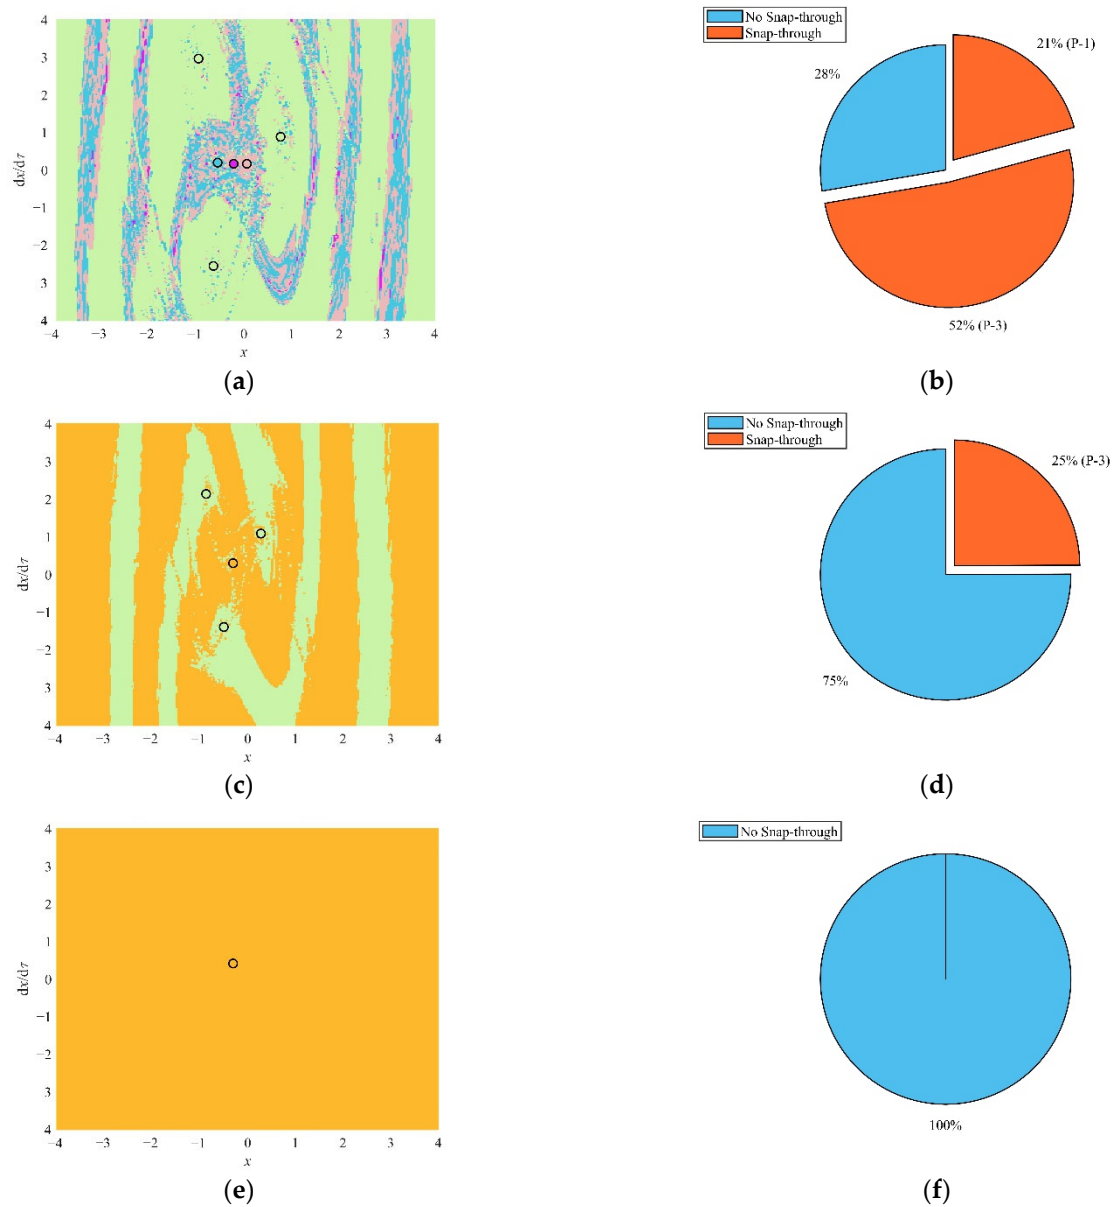 4
3
2
1
0
−1
−2
3
4
dx/dτ
−4 −3 −2 −1 0 1 2 3 4
x
(a)
No Snap-through
Snap-through
28%
21% (P-1)
52% (P-3)
(b)
4
3
2
1
0
−1
−2
3
4
dx/dτ
−4 −3 −2 −1 0 1 2 3 4
x
(c)
No Snap-through
Snap-through
25% (P-3)
75%
(d)
4
3
2
1
0
−1
−2
3
4
dx/dτ
−4 −3 −2 −1 0 1 2 3 4
x
(e)
No Snap-through
100%
(f)